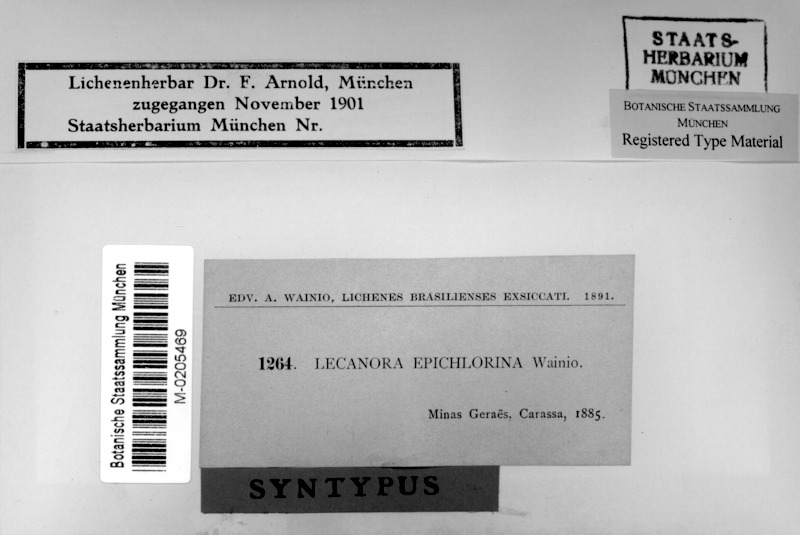 Lichenenherbar Dr. F. Arnold, München
zugegangen November 1901
Staatsherbarium München Nr.
STAATS-
HERBARIUM
MÜNCHEN
BOTANISCHE STAATSSAMMLUNG
MÜNCHEN
Registered Type Material
Botanische Staatssammlung München
M-0205469
EDV. A. WAINIO, LICHENES BRASILIENSES EXSICCATI. 1891.
1264. LECANORA EPICHLORINA Wainio.
Minas Geraës, Carassa, 1885.
SYNTYPUS